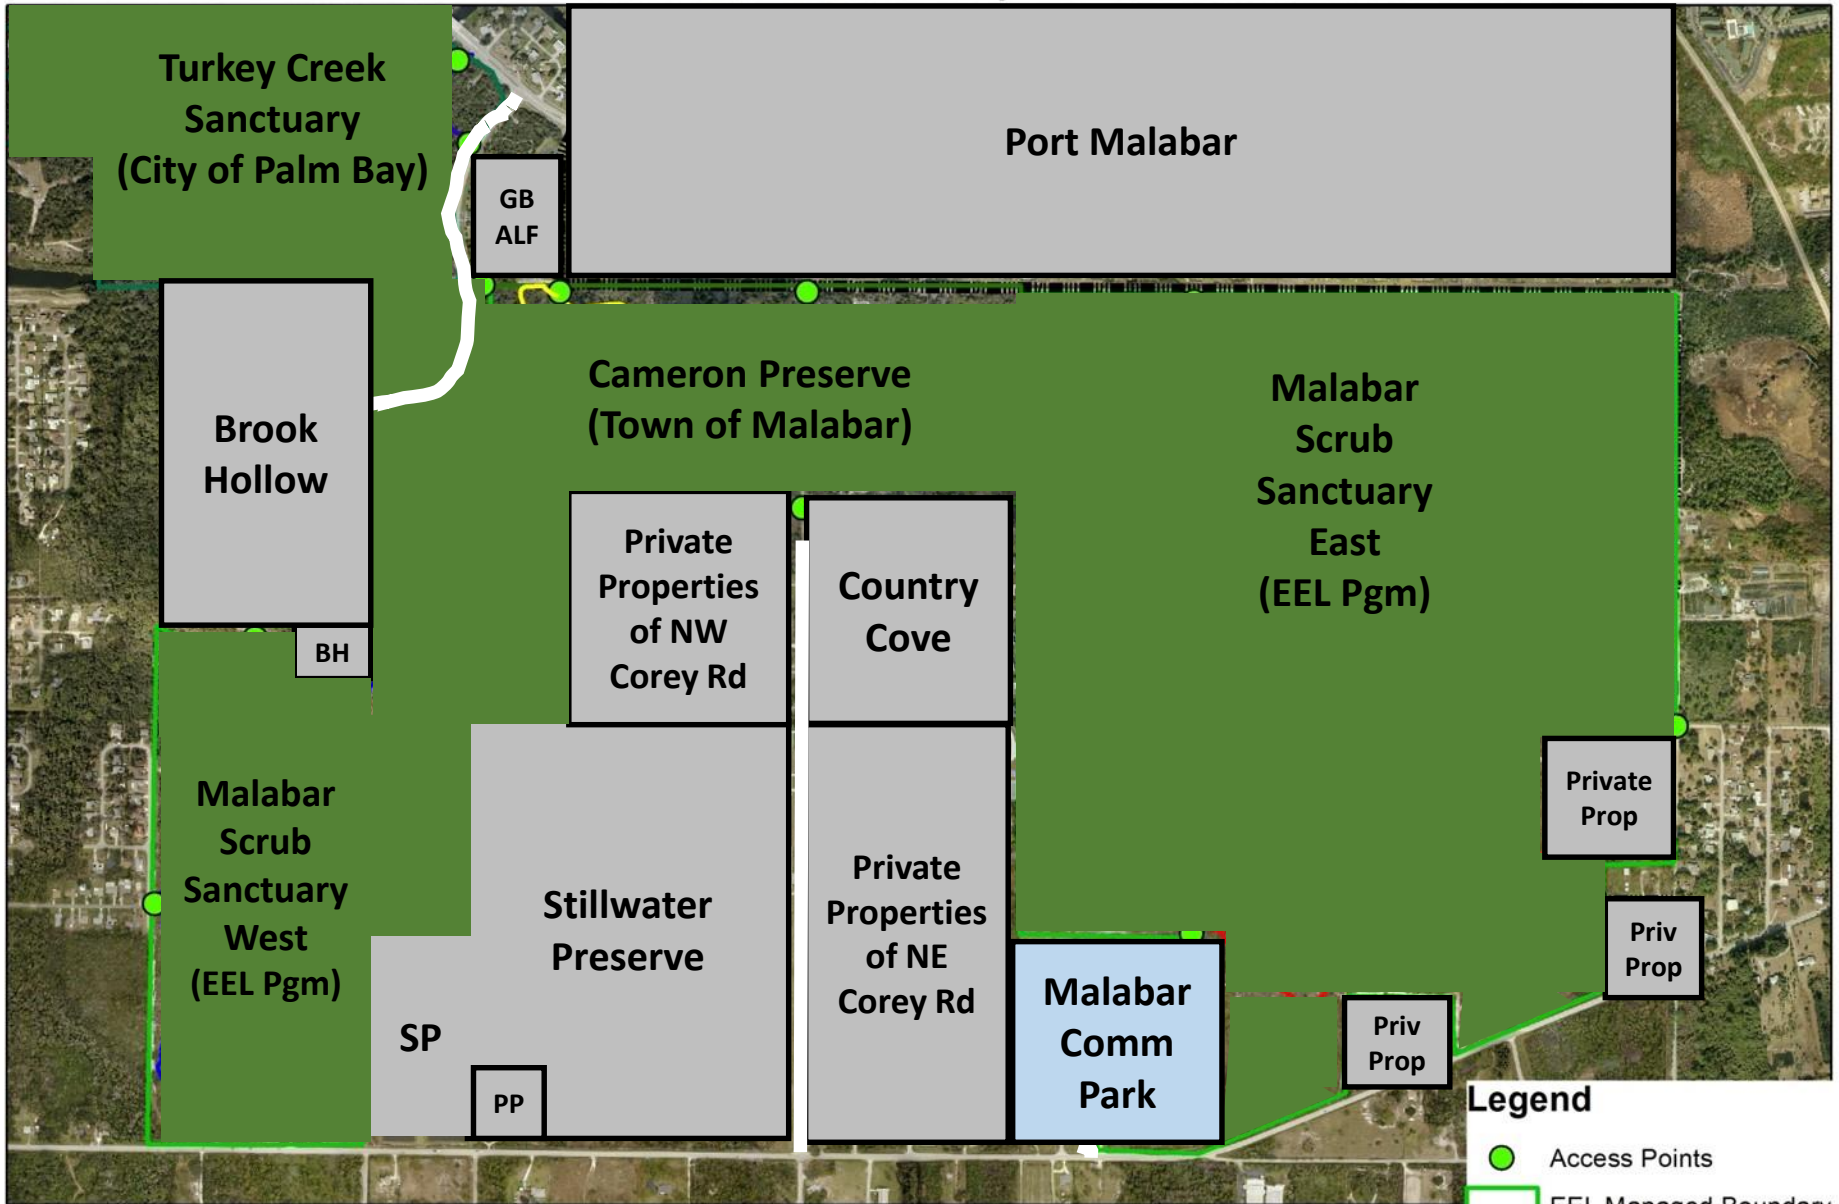 Turkey Creek
Sanctuary
(City of Palm Bay)
Port Malabar
GB
ALF
Cameron Preserve
(Town of Malabar)
Malabar
Scrub
Sanctuary
East
(EEL Pgm)
Brook
Hollow
Private
Properties
of NW
Corey Rd
Country
Cove
BH
Private
Prop
Malabar
Scrub
Sanctuary
West
(EEL Pgm)
Stillwater
Preserve
Private
Properties
of NE
Corey Rd
Priv
Prop
Malabar
Comm
Park
SP
Priv
Prop
PP
Legend
Access Points
EEL Managed Boundary